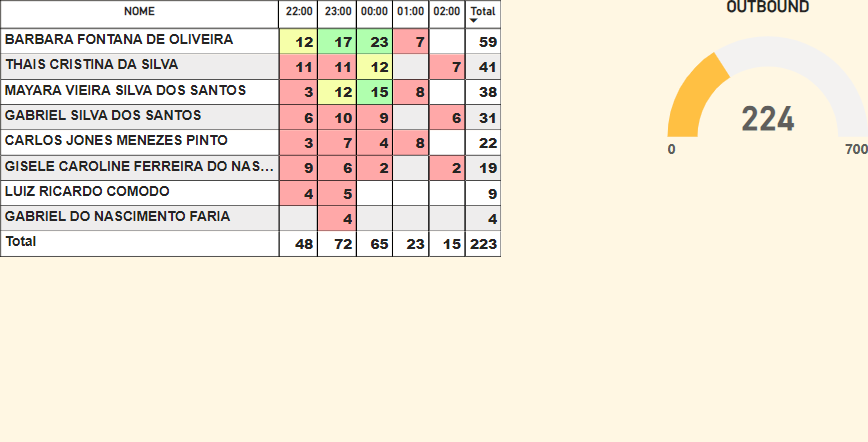 NOME 22:00 23:00 00:00 01:00 02:00 Total
BARBARA FONTANA DE OLIVEIRA 12 17 23 7 59
THAIS CRISTINA DA SILVA 11 11 12 7 41
MAYARA VIEIRA SILVA DOS SANTOS 3 12 15 8 38
GABRIEL SILVA DOS SANTOS 6 10 9 6 31
CARLOS JONES MENEZES PINTO 3 7 4 8 22
GISELE CAROLINE FERREIRA DO NAS... 9 6 2 2 19
LUIZ RICARDO COMODO 4 5 9
GABRIEL DO NASCIMENTO FARIA 4 4
Total 48 72 65 23 15 223
OUTBOUND
224
0 700